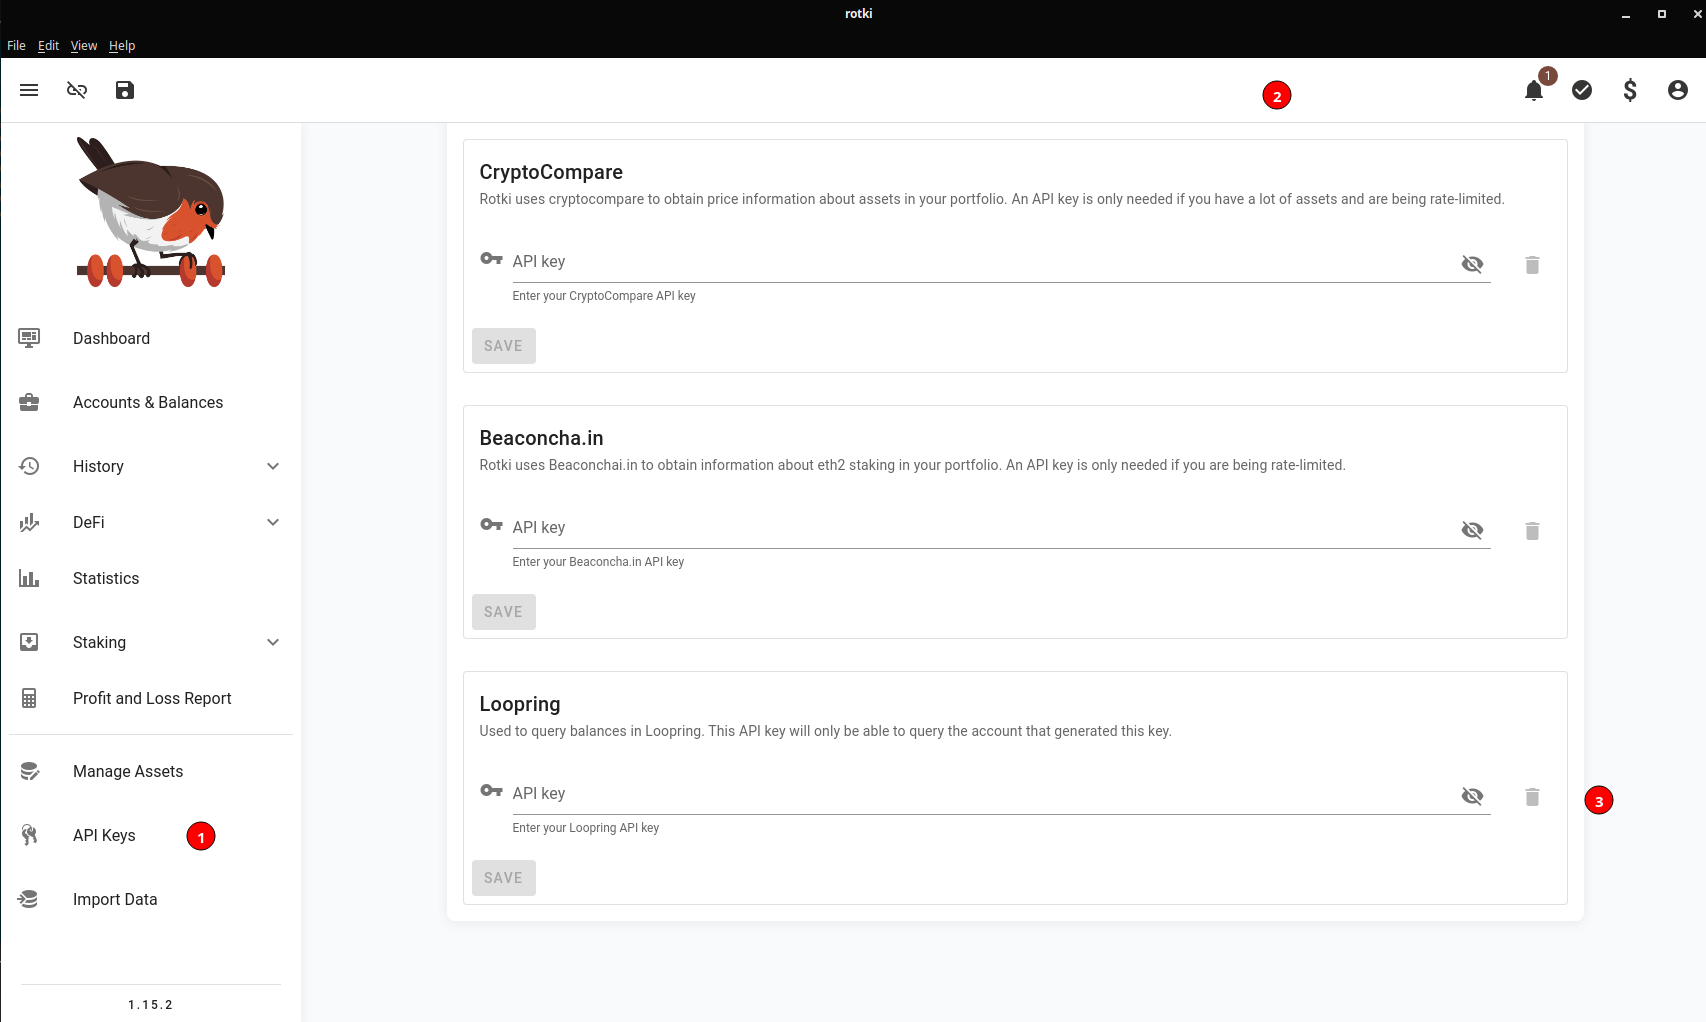 rotki
File Edit View Help
1
2
CryptoCompare
Rotki uses cryptocompare to obtain price information about assets in your portfolio. An API key is only needed if you have a lot of assets and are being rate-limited.
API key
Enter your CryptoCompare API key
SAVE
Beaconcha.in
Rotki uses Beaconchai.in to obtain information about eth2 staking in your portfolio. An API key is only needed if you are being rate-limited.
API key
Enter your Beaconcha.in API key
SAVE
Loopring
Used to query balances in Loopring. This API key will only be able to query the account that generated this key.
API key
3
Enter your Loopring API key
SAVE
Dashboard
Accounts & Balances
History
DeFi
Statistics
Staking
Profit and Loss Report
Manage Assets
API Keys 1
Import Data
1.15.2